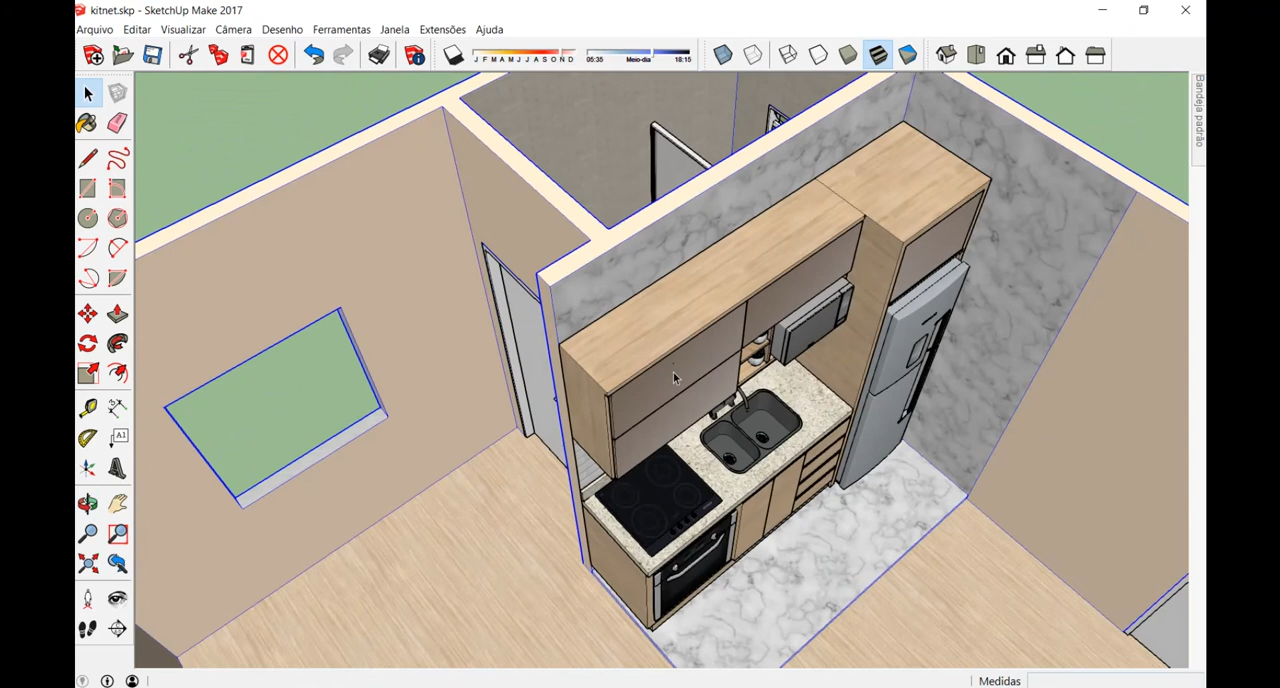 kitnet.skp - SketchUp Make 2017
Arquivo Editar Visualizar Câmera Desenho Ferramentas Janela Extensões Ajuda
J F M A M J J A S O N D 05:35 Meio-dia 18:15
Bandeja padrão
A1
Medidas